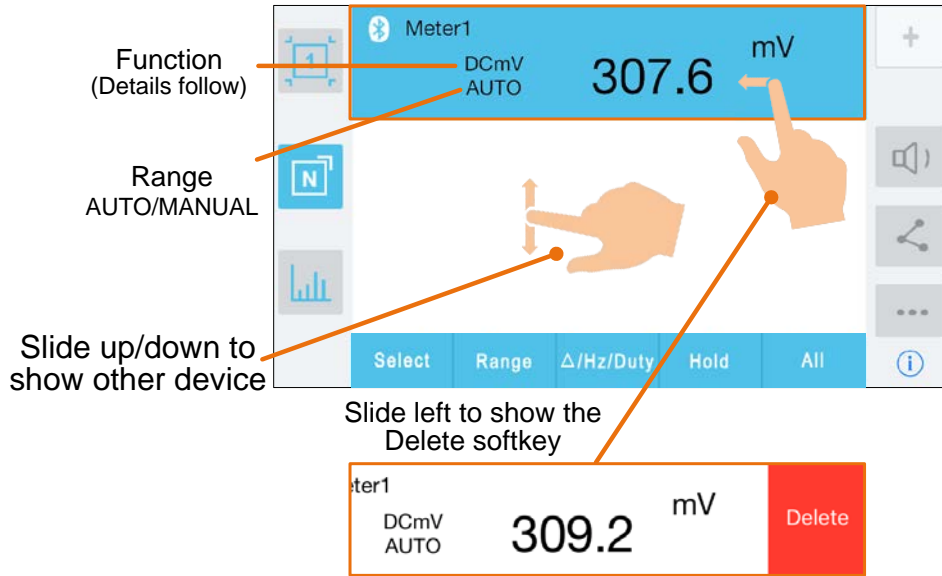 Function
(Details follow)
Range
AUTO/MANUAL
Slide up/down to
show other device
1
N
Meter1
DCmV
AUTO
307.6
mV
+
Select
Range
Δ/Hz/Duty
Hold
All
i
Slide left to show the
Delete softkey
eter1
DCmV
AUTO
309.2
mV
Delete